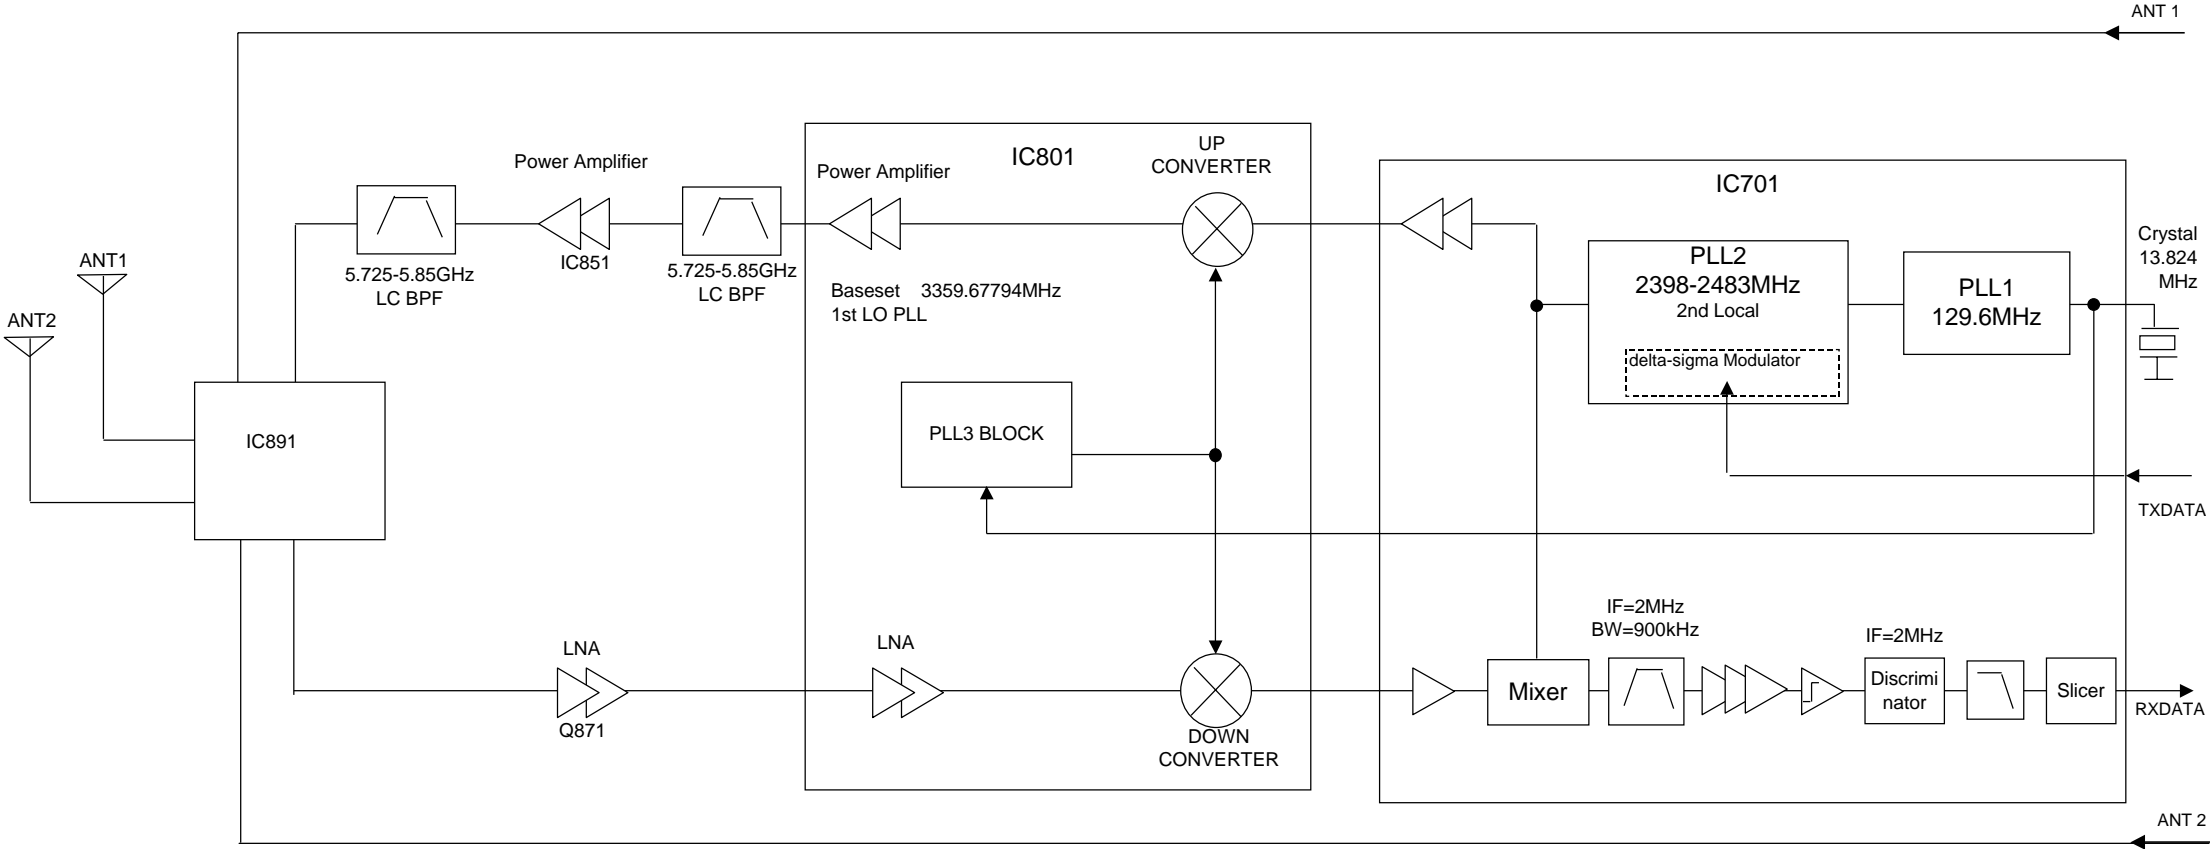 ANT 1
UP
CONVERTER
IC801
Power Amplifier
Power Amplifier
IC701
Crystal
13.824
MHz
PLL2
2398-2483MHz
2nd Local
PLL1
129.6MHz
ANT1
5.725-5.85GHz
LC BPF
IC851
5.725-5.85GHz
LC BPF
Baseset 3359.67794MHz
1st LO PLL
ANT2
delta-sigma Modulator
IC891
PLL3 BLOCK
TXDATA
IF=2MHz
BW=900kHz
IF=2MHz
LNA
LNA
Mixer
Discrimi
nator
Slicer
RXDATA
Q871
DOWN
CONVERTER
ANT 2